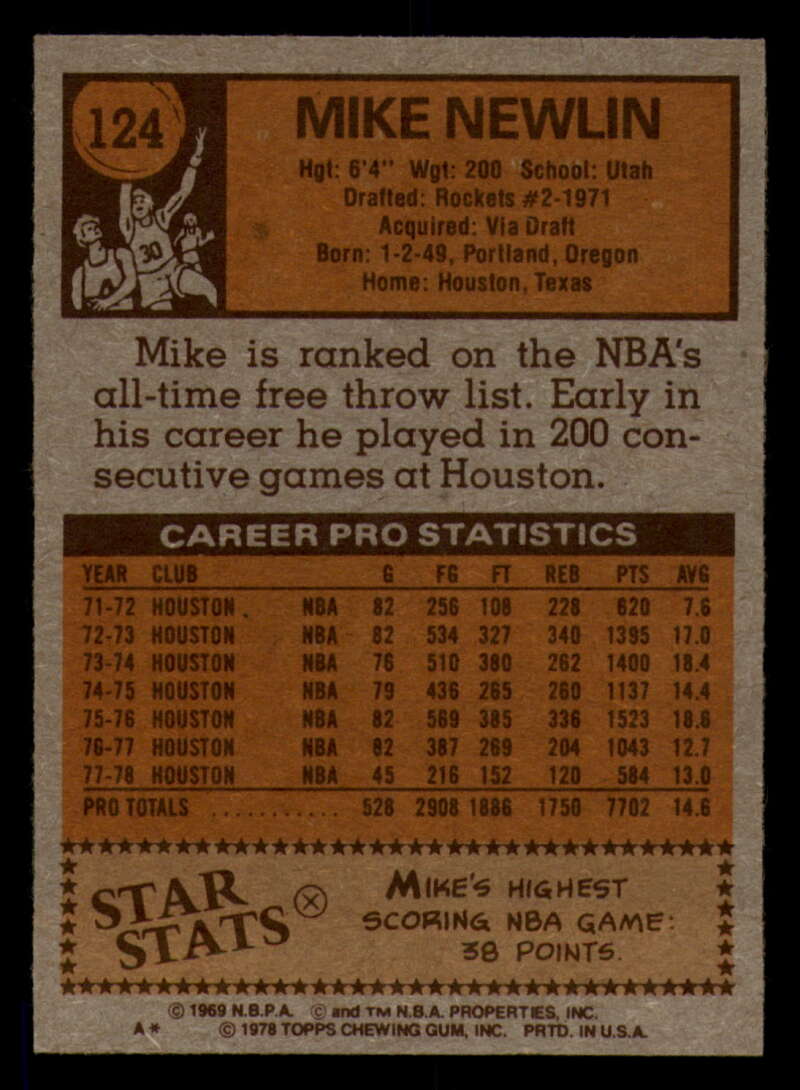 124
MIKE NEWLIN
Hgt: 6'4" Wgt: 200 School: Utah
Drafted: Rockets #2-1971
Acquired: Via Draft
Born: 1-2-49, Portland, Oregon
Home: Houston, Texas
30
Mike is ranked on the NBA's
all-time free throw list. Early in
his career he played in 200 con-
secutive games at Houston.
CAREER PRO STATISTICS
YEAR CLUB G FG FT REB PTS AVG
71-72 HOUSTON NBA 82 256 108 228 620 7.6
72-73 HOUSTON NBA 82 534 327 340 1395 17.0
73-74 HOUSTON NBA 76 510 380 262 1400 18.4
74-75 HOUSTON NBA 79 436 265 260 1137 14.4
75-76 HOUSTON NBA 82 569 385 336 1523 18.6
76-77 HOUSTON NBA 82 387 269 204 1043 12.7
77-78 HOUSTON NBA 45 216 152 120 584 13.0
PRO TOTALS ........... 528 2908 1886 1750 7702 14.6
STAR
STATS
MIKE'S HIGHEST
SCORING NBA GAME:
38 POINTS.
© 1969 N.B.P.A. © and TM N.B.A. PROPERTIES, INC.
A* © 1978 TOPPS CHEWING GUM, INC. PRTD. IN U.S.A.